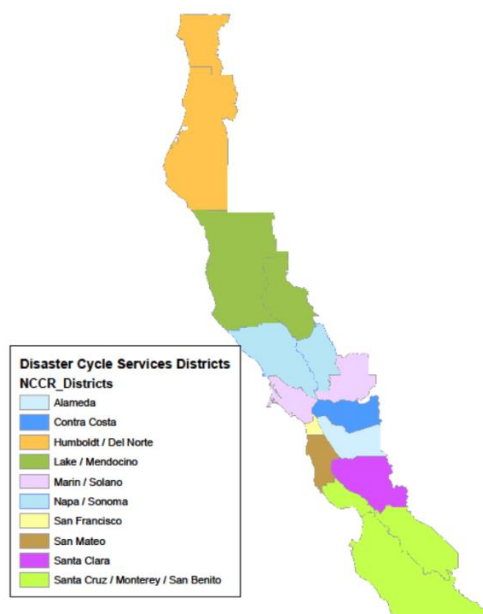 Disaster Cycle Services Districts
NCCR_Districts
Alameda
Contra Costa
Humboldt / Del Norte
Lake / Mendocino
Marin / Solano
Napa / Sonoma
San Francisco
San Mateo
Santa Clara
Santa Cruz / Monterey / San Benito